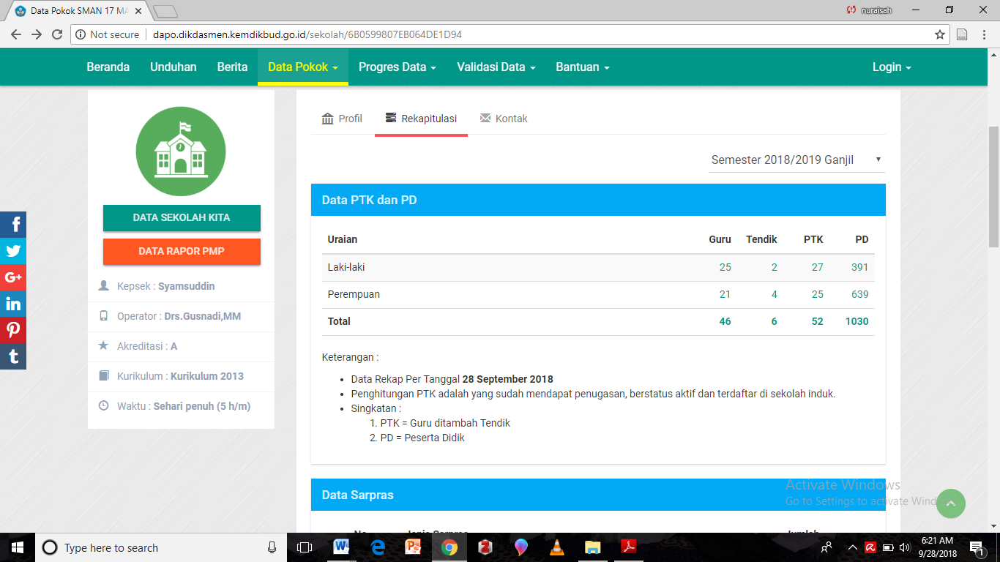 Data Pokok SMAN 17 MA
nuraisah
Not secure
dapo.dikdasmen.kemdikbud.go.id/sekolah/6B0599807EB064DE1D94
Beranda Unduhan Berita Data Pokok Progres Data Validasi Data Bantuan Login
DATA SEKOLAH KITA
DATA RAPOR PMP
Kepsek : Syamsuddin
Operator : Drs.Gusnadi,MM
Akreditasi : A
Kurikulum : Kurikulum 2013
Waktu : Sehari penuh (5 h/m)
Profil Rekapitulasi Kontak
Semester 2018/2019 Ganjil
Data PTK dan PD
Uraian Guru Tendik PTK PD
Laki-laki 25 2 27 391
Perempuan 21 4 25 639
Total 46 6 52 1030
Keterangan :
• Data Rekap Per Tanggal 28 September 2018
• Penghitungan PTK adalah yang sudah mendapat penugasan, berstatus aktif dan terdaftar di sekolah induk.
• Singkatan :
1. PTK = Guru ditambah Tendik
2. PD = Peserta Didik
Data Sarpras
Activate Windows
Go to Settings to activate
Type here to search
6:21 AM
9/28/2018
1